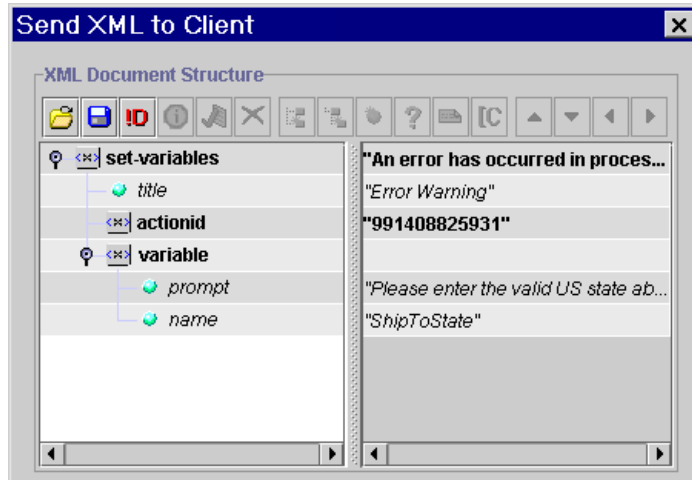 Send XML to Client
XML Document Structure
!D
[C
set-variables "An error has occurred in proces...
title "Error Warning"
actionid "991408825931"
variable
prompt "Please enter the valid US state ab...
name "ShipToState"